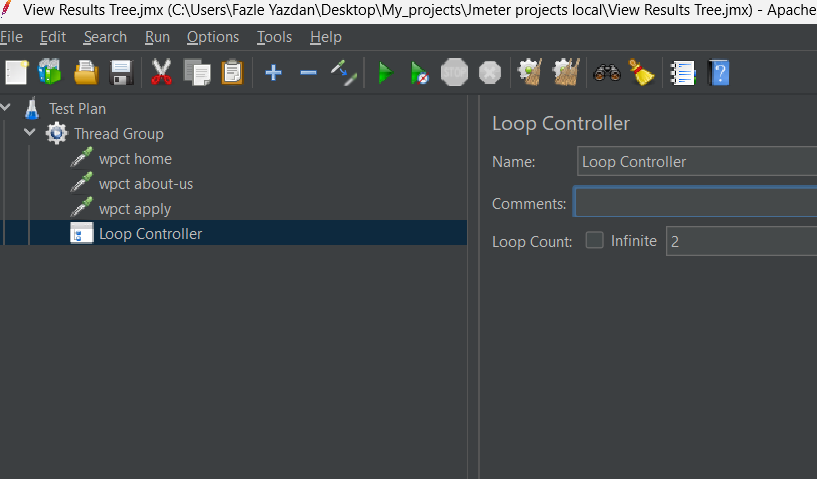 View Results Tree.jmx (C:\Users\Fazle Yazdan\Desktop\My_projects\Jmeter projects local\View Results Tree.jmx) - Apache
File Edit Search Run Options Tools Help
STOP
Test Plan
Thread Group
wpct home
wpct about-us
wpct apply
Loop Controller
Loop Controller
Name: Loop Controller
Comments:
Loop Count: Infinite 2